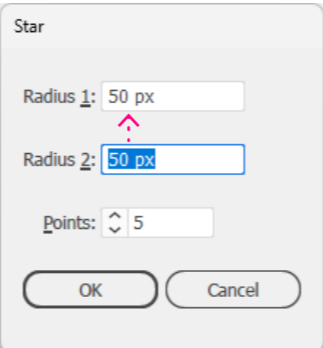 Star
Radius 1: 50 px
Radius 2: 50 px
Points: 5
OK Cancel